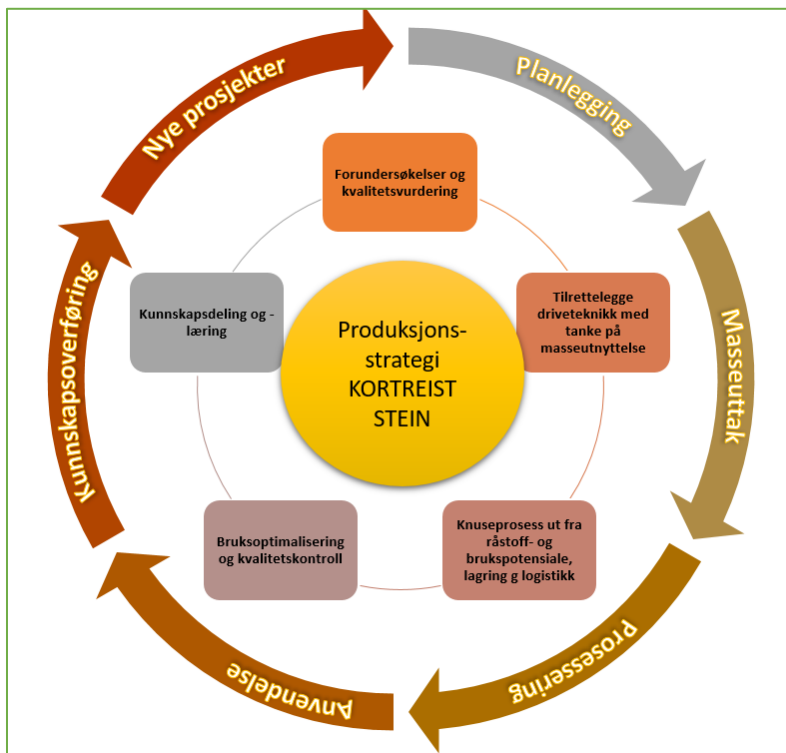 Nye prosjekter
Planlegging
Forundersøkelser og
kvalitetsvurdering
Kunnskapsdeling og -
læring
Tilrettelegge
driveteknikk med
tanke på
masseutnyttelse
Produksjons-
strategi
KORTREIST
STEIN
Kunnskapsoverføring
Masseuttak
Bruksoptimalisering
og kvalitetskontroll
Knuseprosess ut fra
råstoff- og
brukspotensiale,
lagring g logistikk
Anvendelse
Prosessering